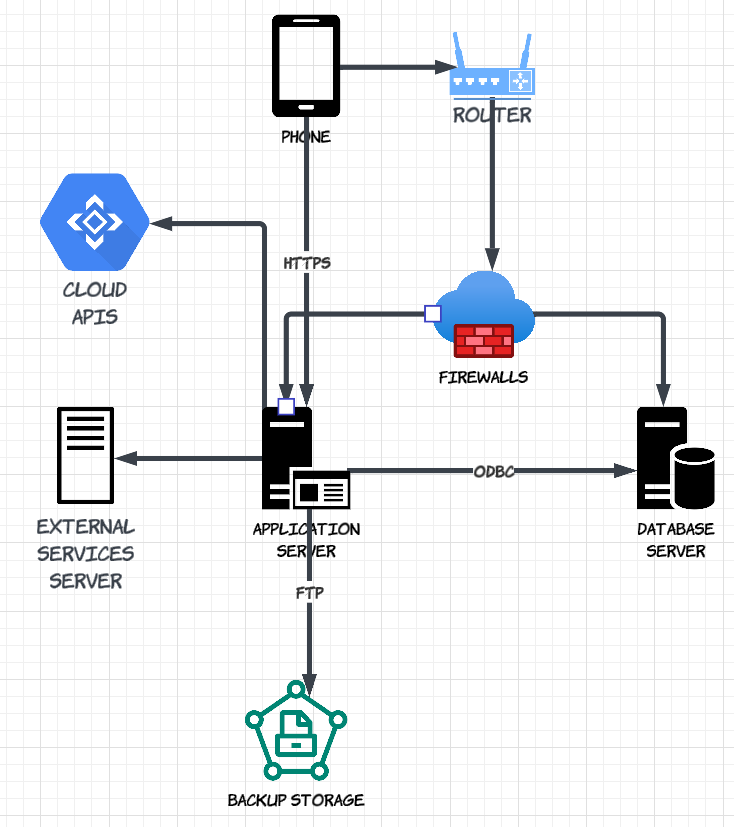 PHONE
ROUTER
HTTPS
CLOUD
APIS
FIREWALLS
ODBC
EXTERNAL
SERVICES
SERVER
APPLICATION
SERVER
DATABASE
SERVER
FTP
BACKUP STORAGE